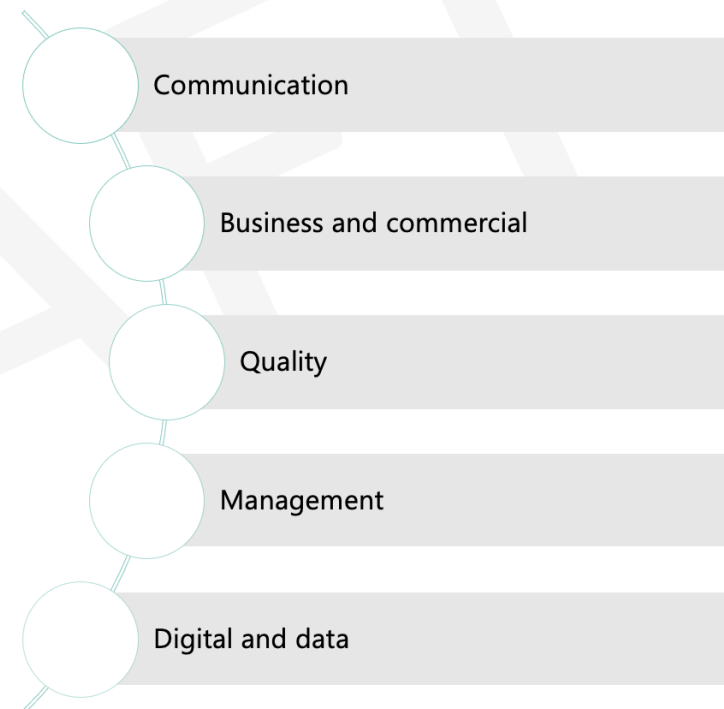 Communication
Business and commercial
Quality
Management
Digital and data